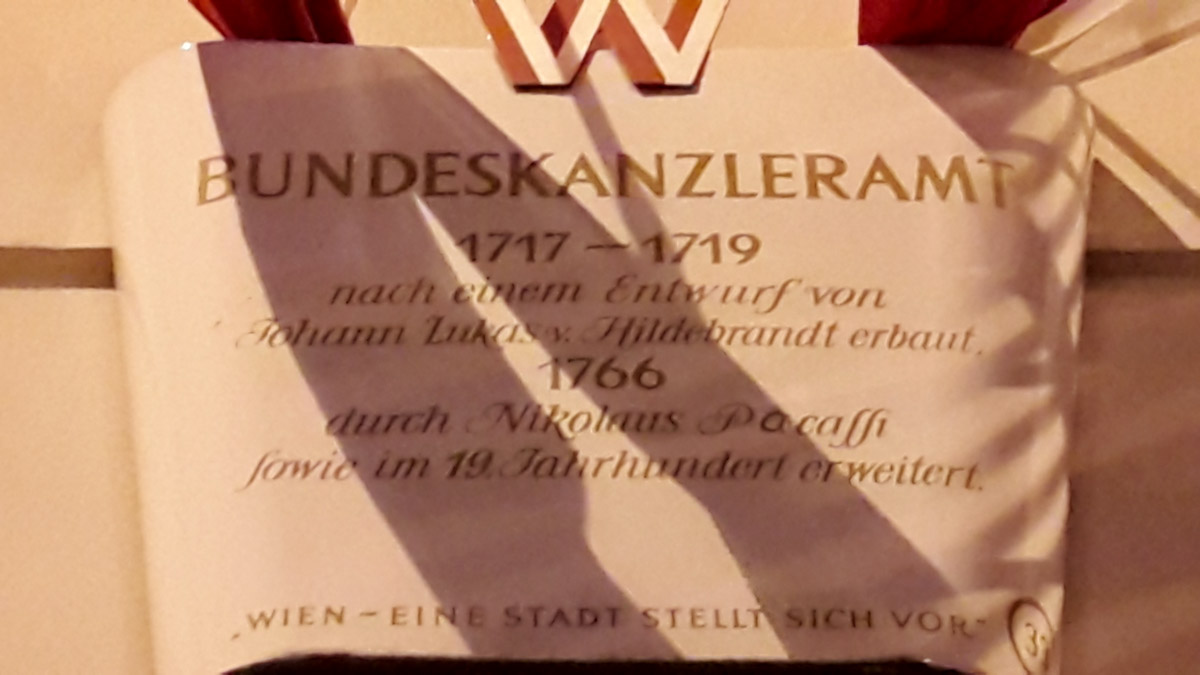 W
BUNDESKANZLERAMT
1717 – 1719
nach einem Entwurf von
Johann Lukas v. Hildebrandt erbaut.
1766
durch Nikolaus Pacassi
sowie im 19. Jahrhundert erweitert.
„WIEN – EINE STADT STELLT SICH VOR“